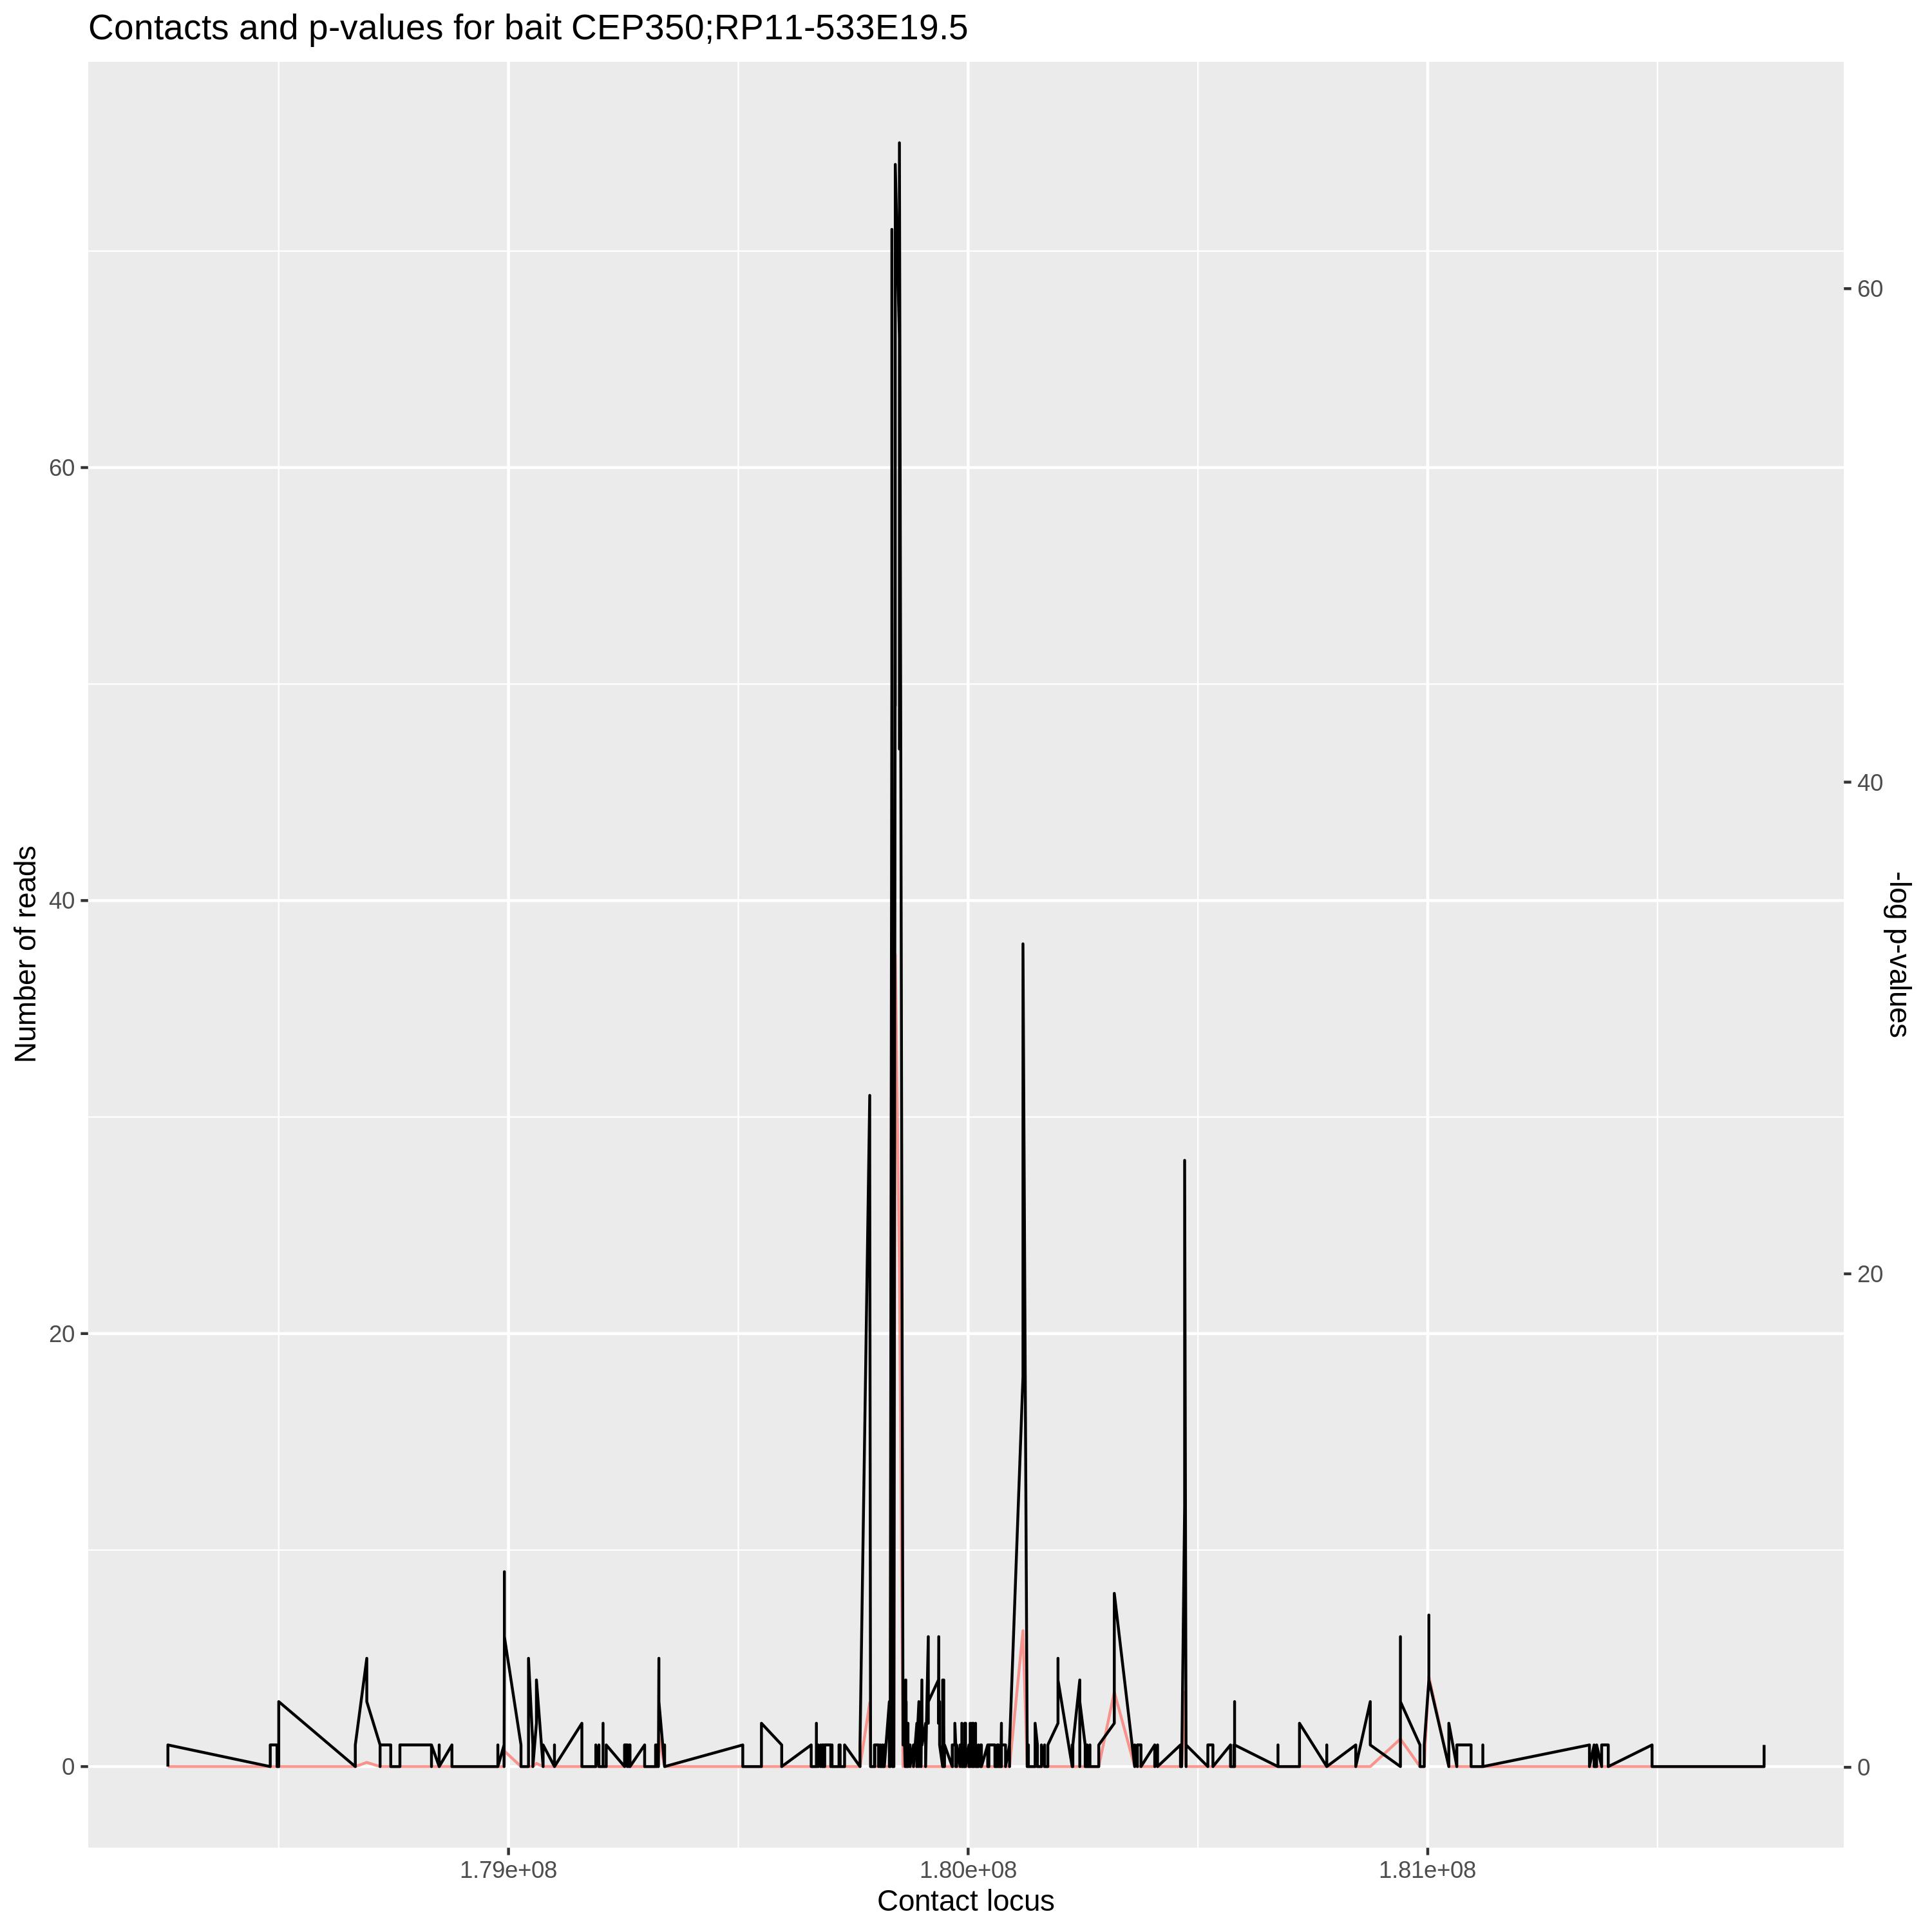 Contacts and p-values for bait CEP350;RP11-533E19.5
60
40
20
0
Number of reads
60
40
20
0
-log p-values
1.79e+08 1.80e+08 1.81e+08
Contact locus